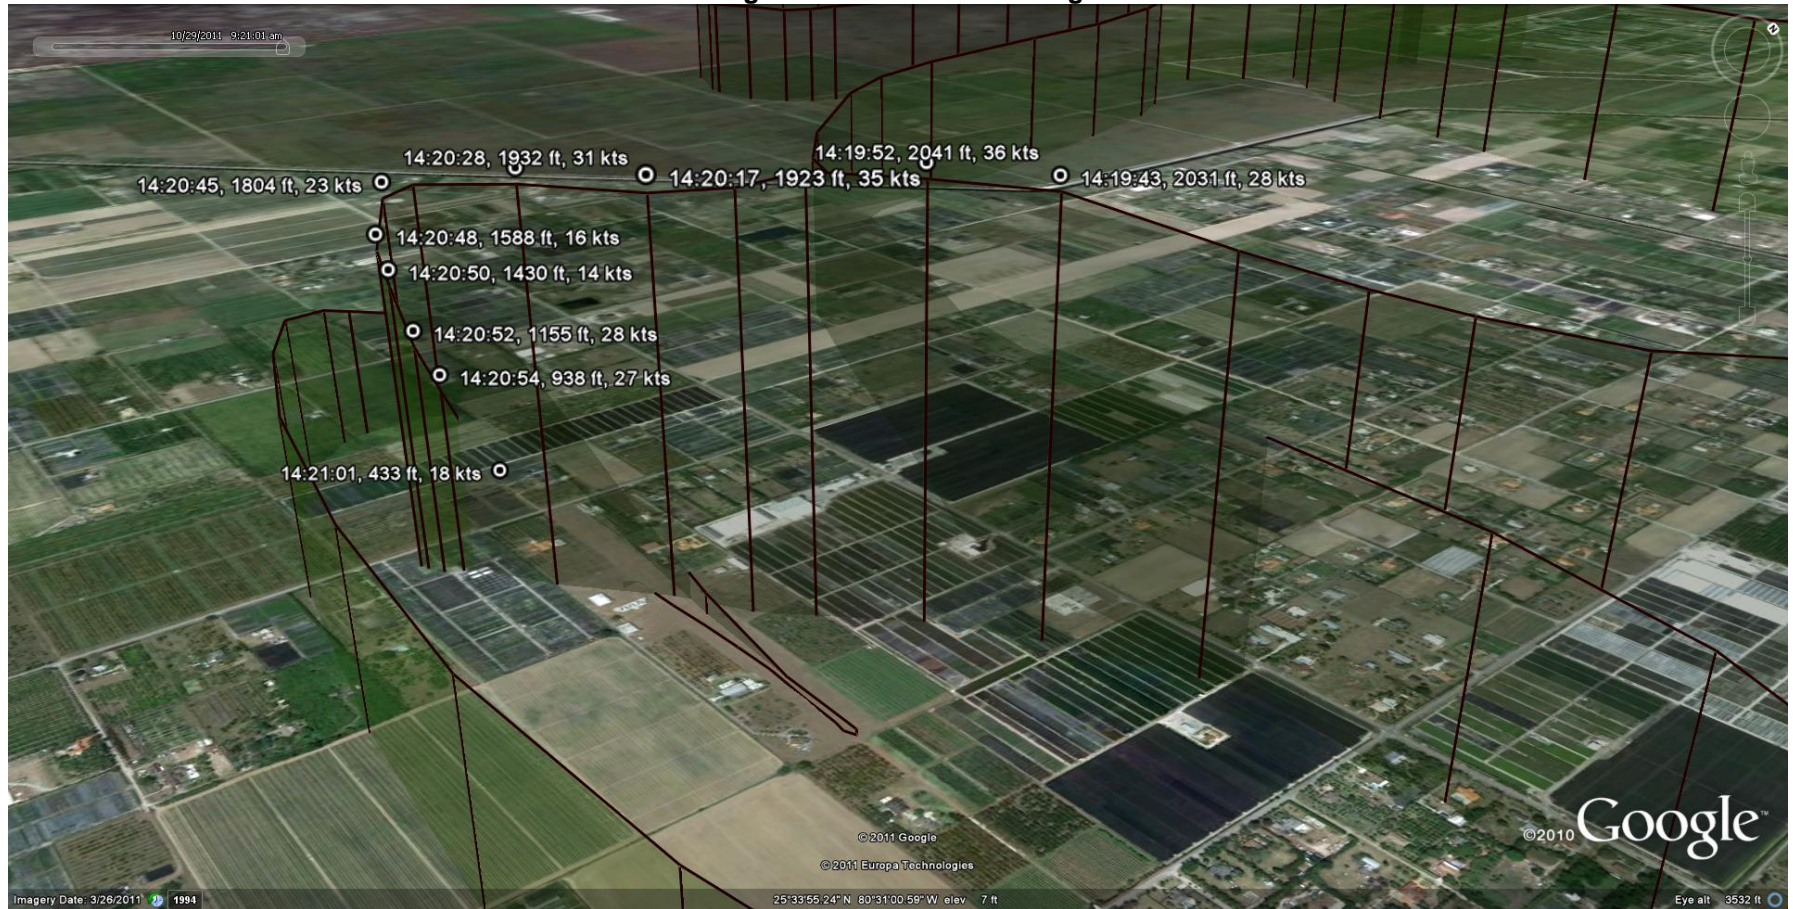 10/29/2011 9:21:01 am
14:20:28, 1932 ft, 31 kts
14:19:52, 2041 ft, 36 kts
14:20:45, 1804 ft, 23 kts
14:20:17, 1923 ft, 35 kts
14:19:43, 2031 ft, 28 kts
14:20:48, 1588 ft, 16 kts
14:20:50, 1430 ft, 14 kts
14:20:52, 1155 ft, 28 kts
14:20:54, 938 ft, 27 kts
14:21:01, 433 ft, 18 kts
© 2011 Google
©2010 Google™
© 2011 Europa Technologies
Imagery Date: 3/26/2011 1994 25°33'55.24" N 80°31'00.59" W elev 7 ft Eye alt 3532 ft